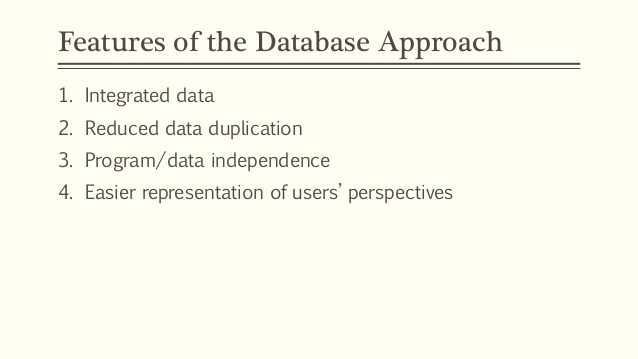 Features of the Database Approach
1. Integrated data
2. Reduced data duplication
3. Program/data independence
4. Easier representation of users’ perspectives